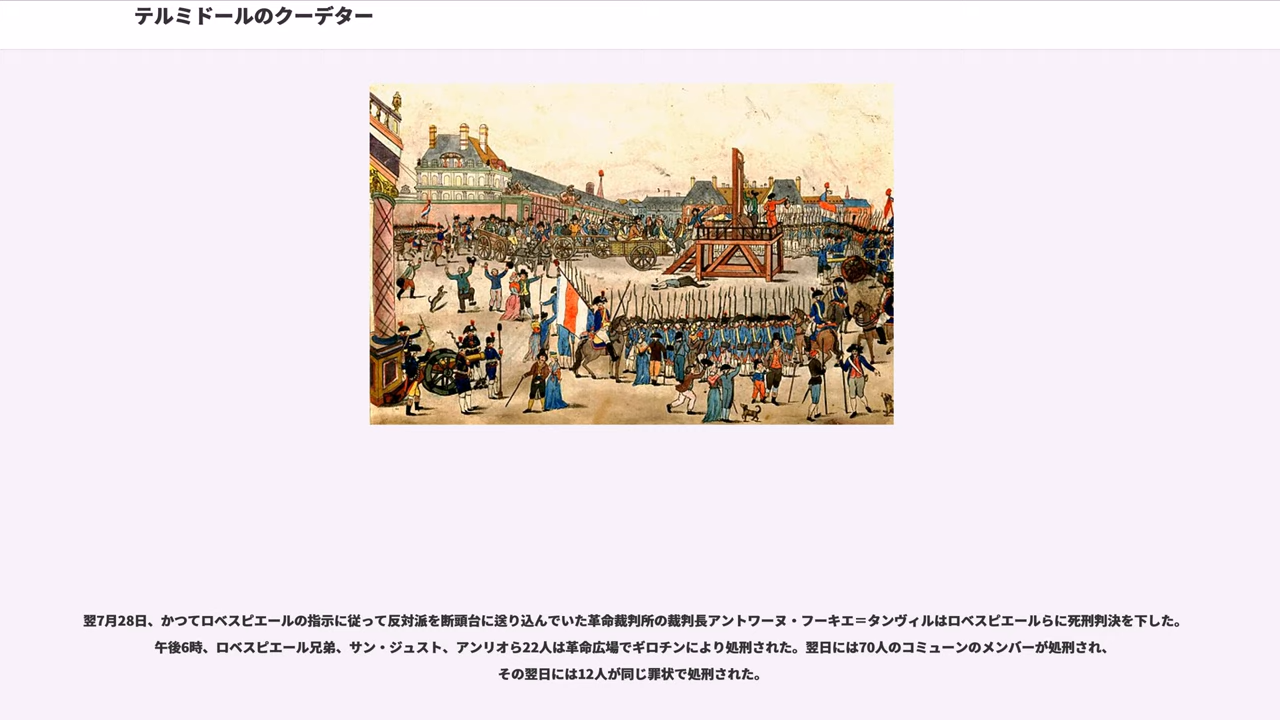 テルミドールのクーデター
翌7月28日、かつてロベスピエールの指示に従って反対派を断頭台に送り込んでいた革命裁判所の裁判長アントワーヌ・フーキエ＝タンヴィルはロベスピエールらに死刑判決を下した。
午後6時、ロベスピエール兄弟、サン・ジュスト、アンリオら22人は革命広場でギロチンにより処刑された。翌日には70人のコミューンのメンバーが処刑され、
その翌日には12人が同じ罪状で処刑された。